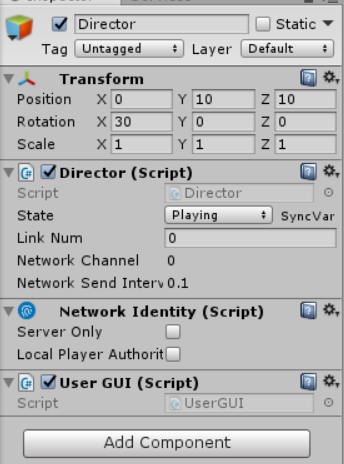 Director Static
Tag Untagged Layer Default
Transform
Position X 0 Y 10 Z 10
Rotation X 30 Y 0 Z 0
Scale X 1 Y 1 Z 1
Director (Script)
Script Director
State Playing SyncVar
Link Num 0
Network Channel 0
Network Send Interv 0.1
Network Identity (Script)
Server Only
Local Player Authorit
User GUI (Script)
Script UserGUI
Add Component